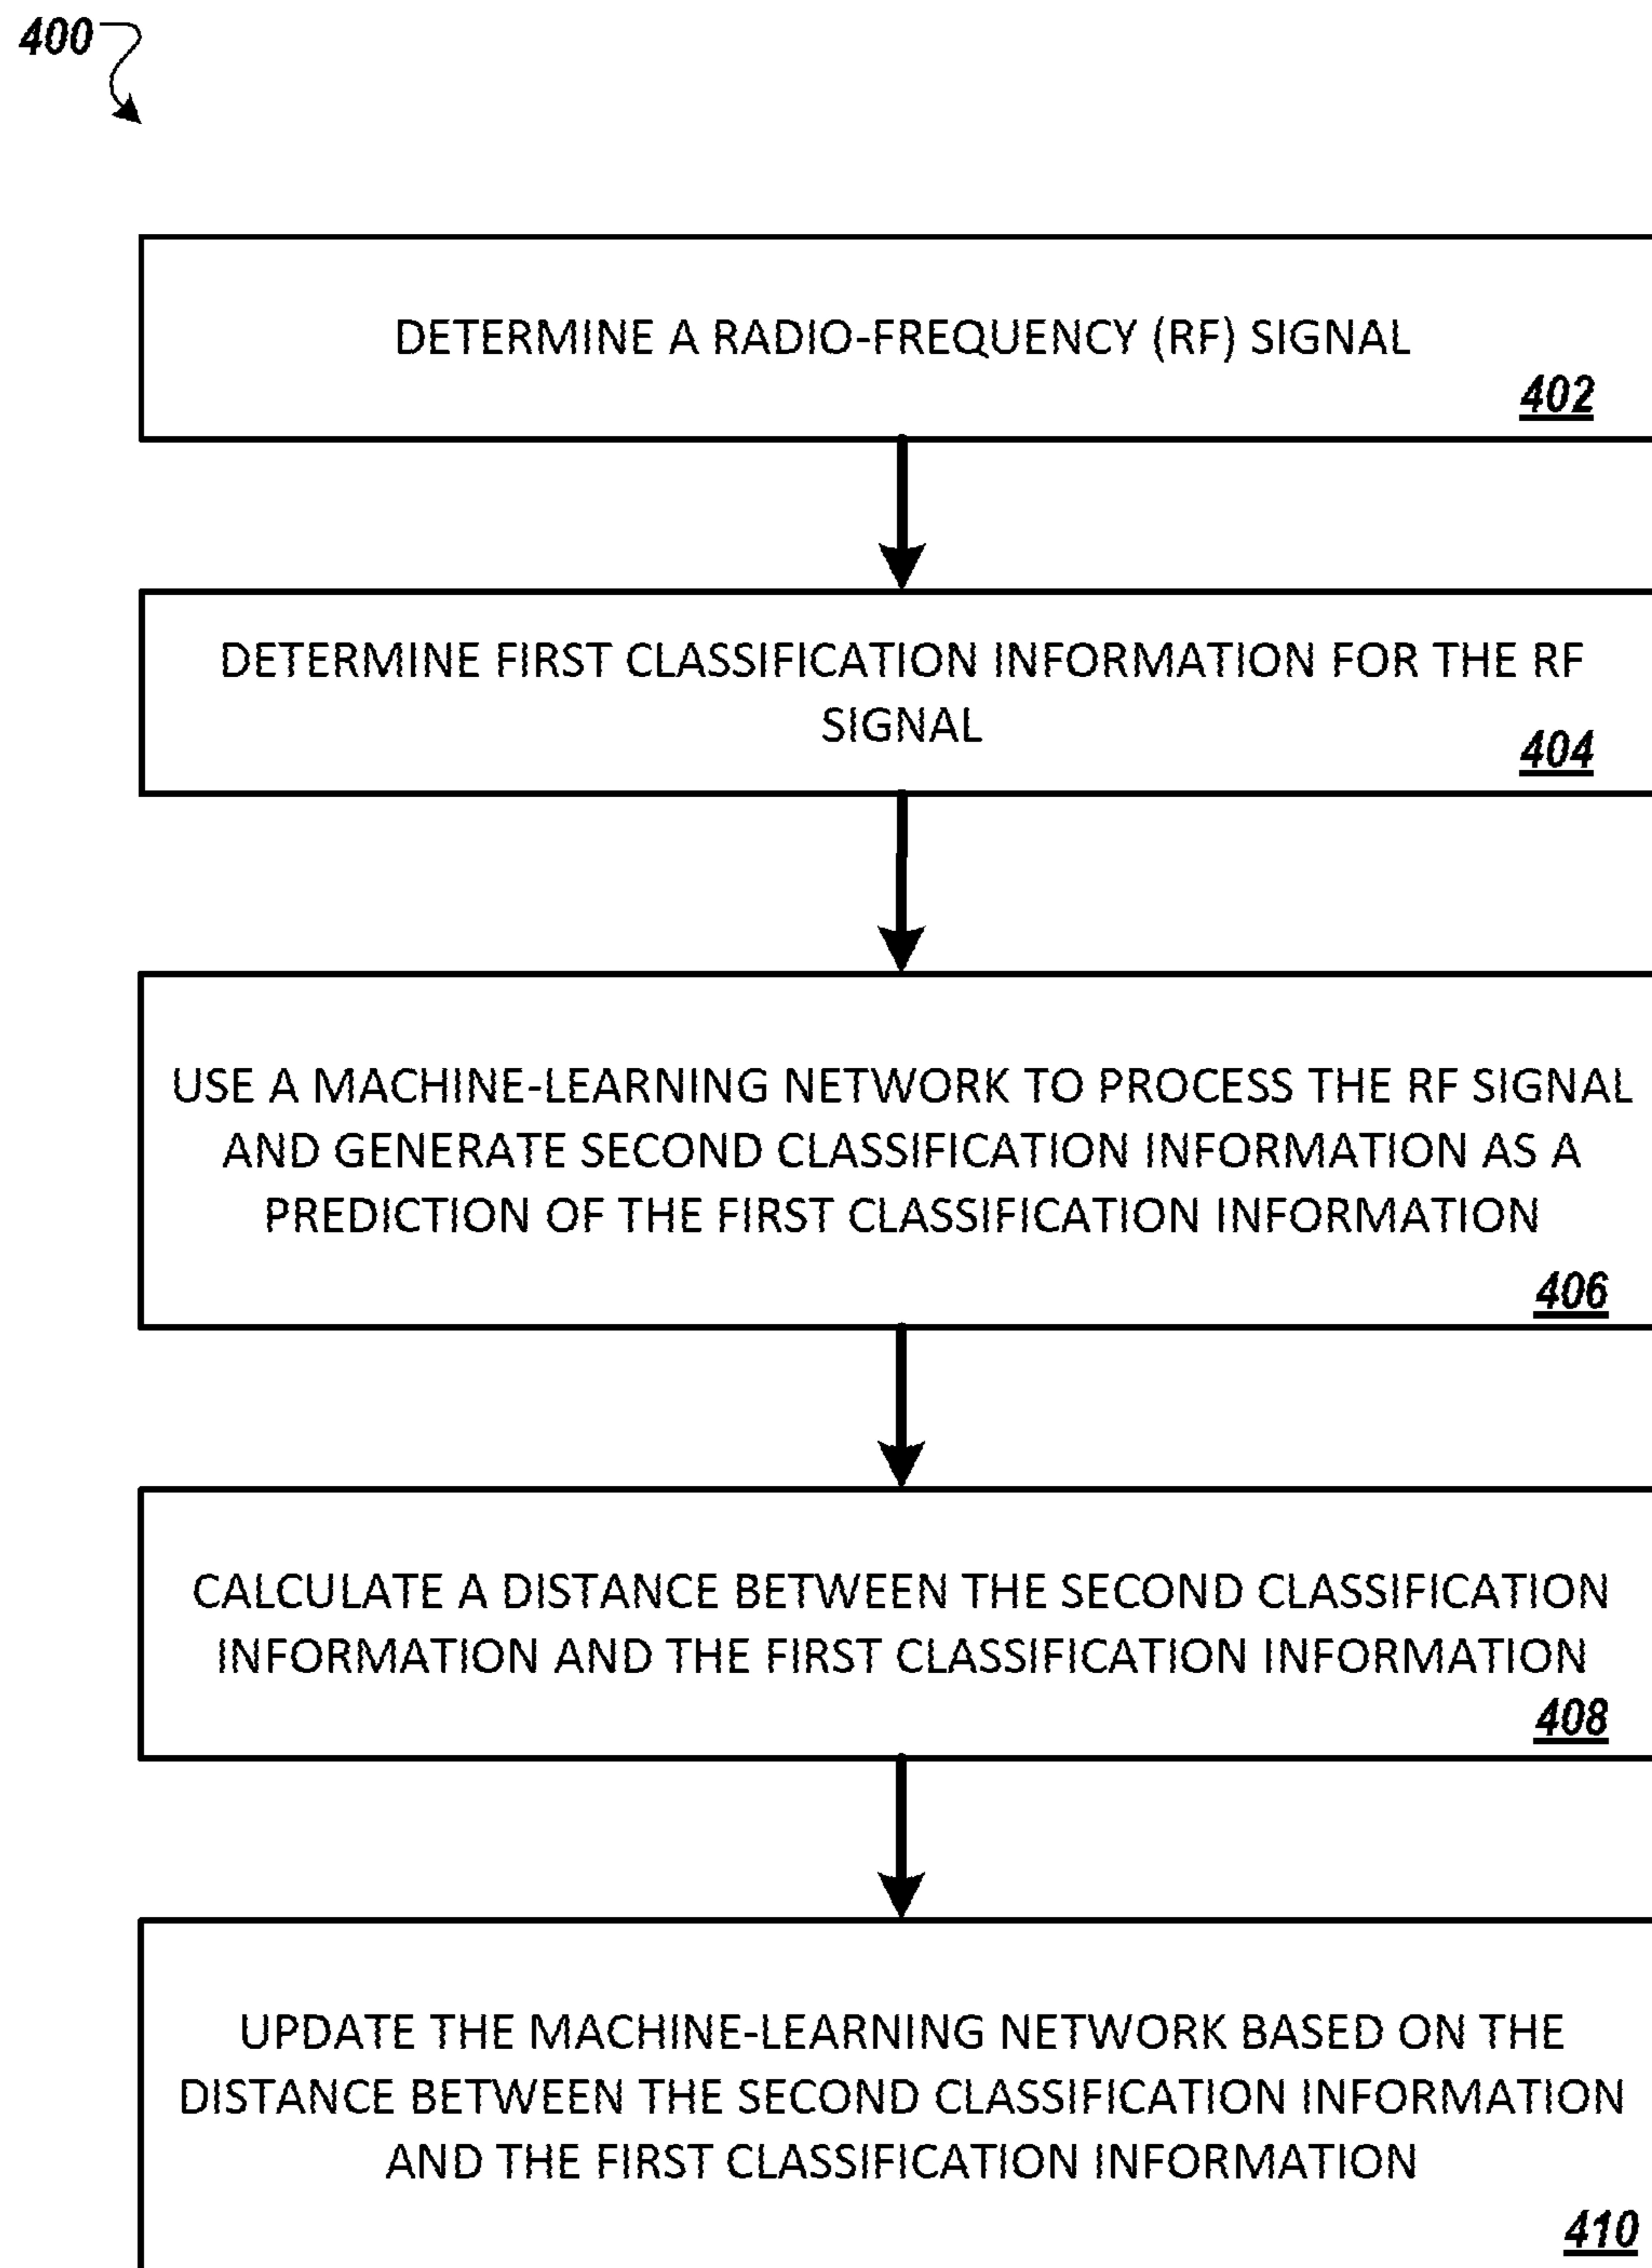 400
DETERMINE A RADIO-FREQUENCY (RF) SIGNAL
402
DETERMINE FIRST CLASSIFICATION INFORMATION FOR THE RF
SIGNAL
404
USE A MACHINE-LEARNING NETWORK TO PROCESS THE RF SIGNAL
AND GENERATE SECOND CLASSIFICATION INFORMATION AS A
PREDICTION OF THE FIRST CLASSIFICATION INFORMATION
406
CALCULATE A DISTANCE BETWEEN THE SECOND CLASSIFICATION
INFORMATION AND THE FIRST CLASSIFICATION INFORMATION
408
UPDATE THE MACHINE-LEARNING NETWORK BASED ON THE
DISTANCE BETWEEN THE SECOND CLASSIFICATION INFORMATION
AND THE FIRST CLASSIFICATION INFORMATION
410